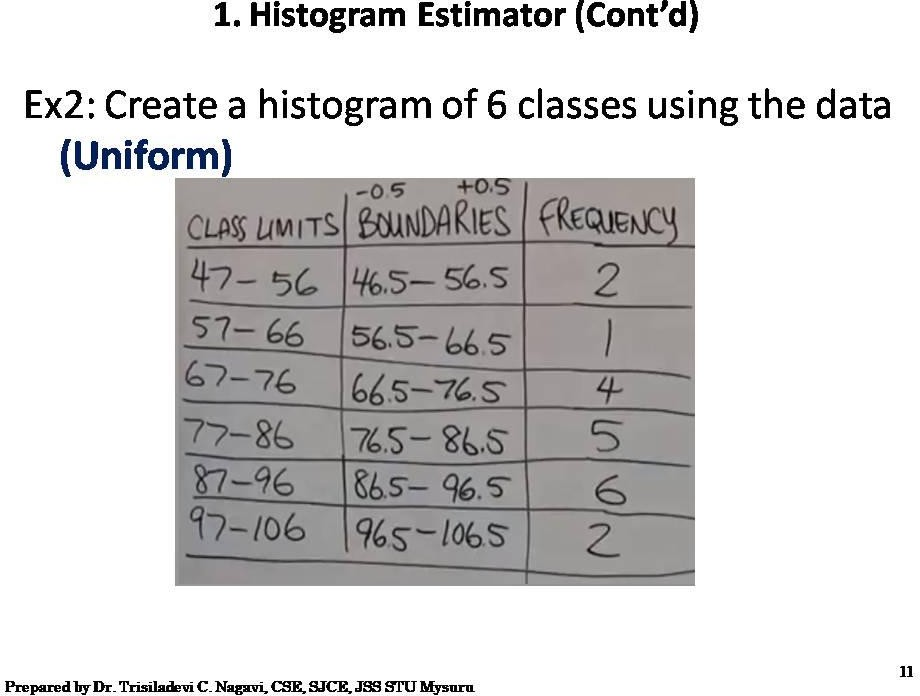 1. Histogram Estimator (Cont’d)
Ex2: Create a histogram of 6 classes using the data
(Uniform)
-0.5 +0.5
CLASS LIMITS BOUNDARIES FREQUENCY
47-56 46.5-56.5 2
57-66 56.5-66.5 1
67-76 66.5-76.5 4
77-86 76.5-86.5 5
87-96 86.5-96.5 6
97-106 96.5-106.5 2
11
Prepared by Dr. Trisiladevi C. Nagavi, CSE, SJCE, JSS STU Mysuru